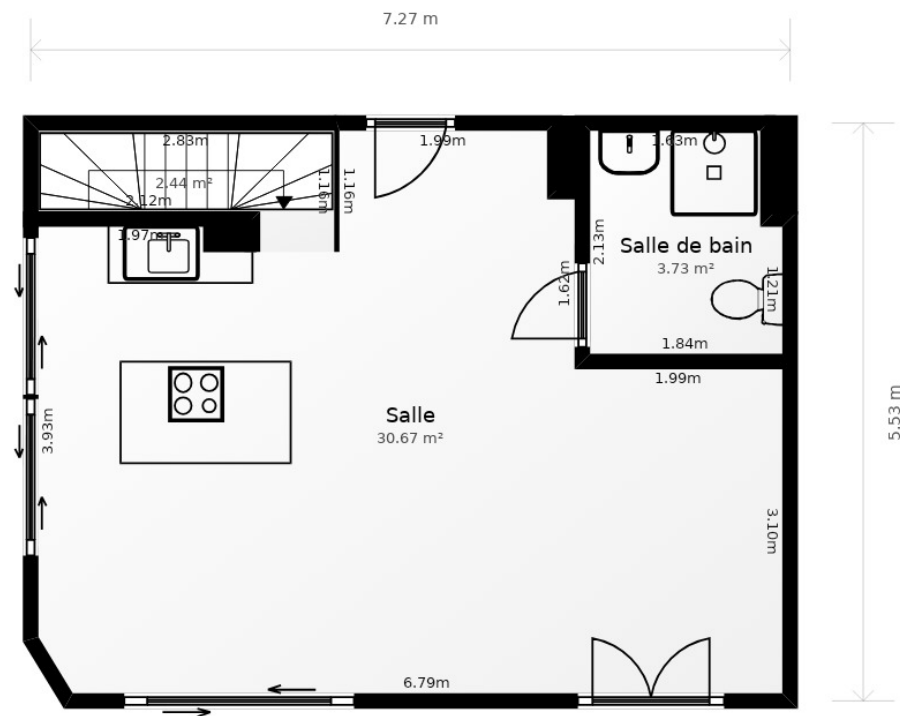 7.27 m
2.83m
1.99m
1.63m
2.44 m²
1.16m
1.16m
2.12m
1.97m
2.13m
Salle de bain
3.73 m²
1.62m
1.21m
1.84m
1.99m
Salle
30.67 m²
3.93m
5.53 m
3.10m
6.79m